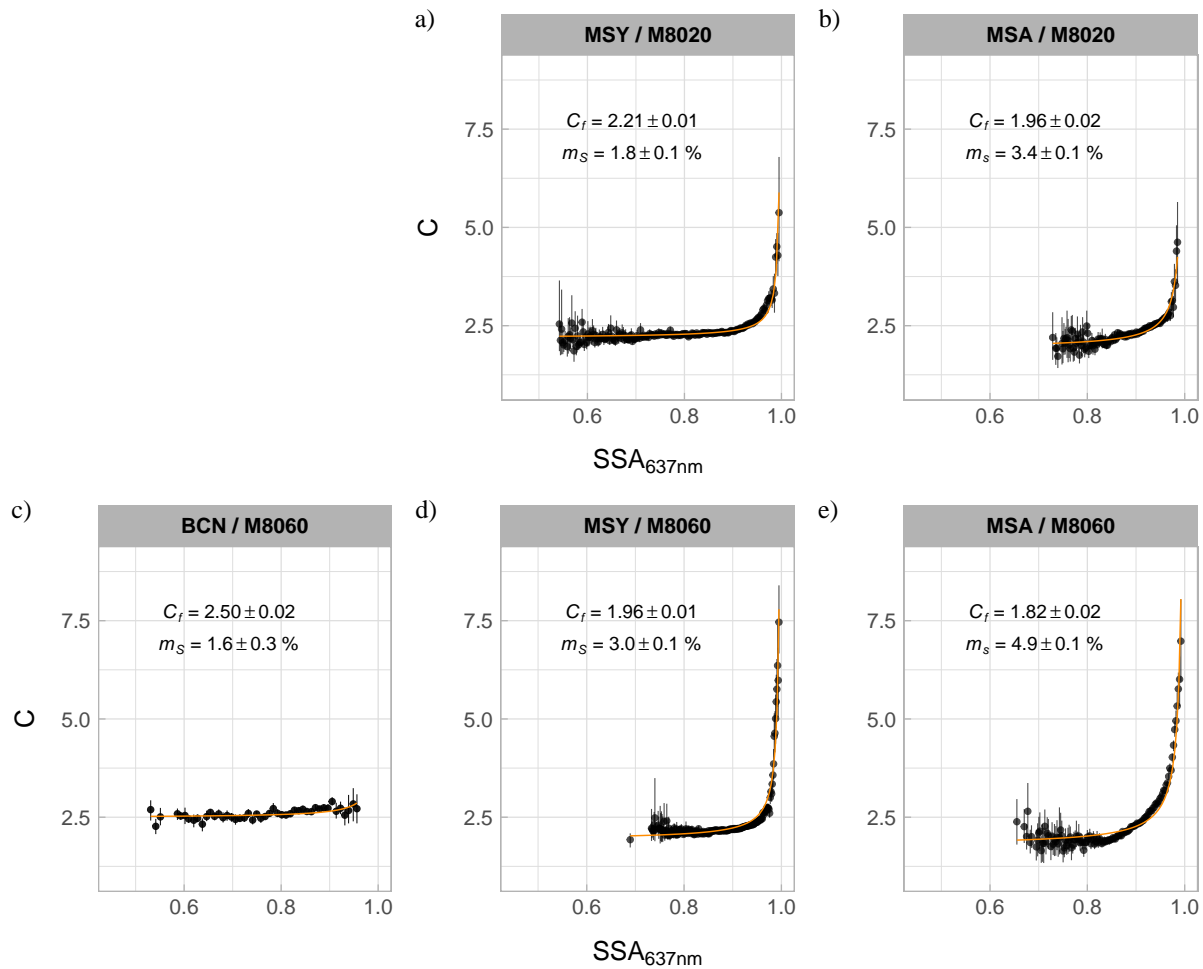 a)
MSY / M8020
C_f = 2.21 ± 0.01
m_S = 1.8 ± 0.1 %
7.5
5.0
2.5
C
0.6 0.8 1.0
b)
MSA / M8020
C_f = 1.96 ± 0.02
m_s = 3.4 ± 0.1 %
7.5
5.0
2.5
0.6 0.8 1.0
SSA_637nm
c)
BCN / M8060
C_f = 2.50 ± 0.02
m_S = 1.6 ± 0.3 %
7.5
5.0
2.5
C
0.6 0.8 1.0
d)
MSY / M8060
C_f = 1.96 ± 0.01
m_S = 3.0 ± 0.1 %
7.5
5.0
2.5
0.6 0.8 1.0
e)
MSA / M8060
C_f = 1.82 ± 0.02
m_s = 4.9 ± 0.1 %
7.5
5.0
2.5
0.6 0.8 1.0
SSA_637nm